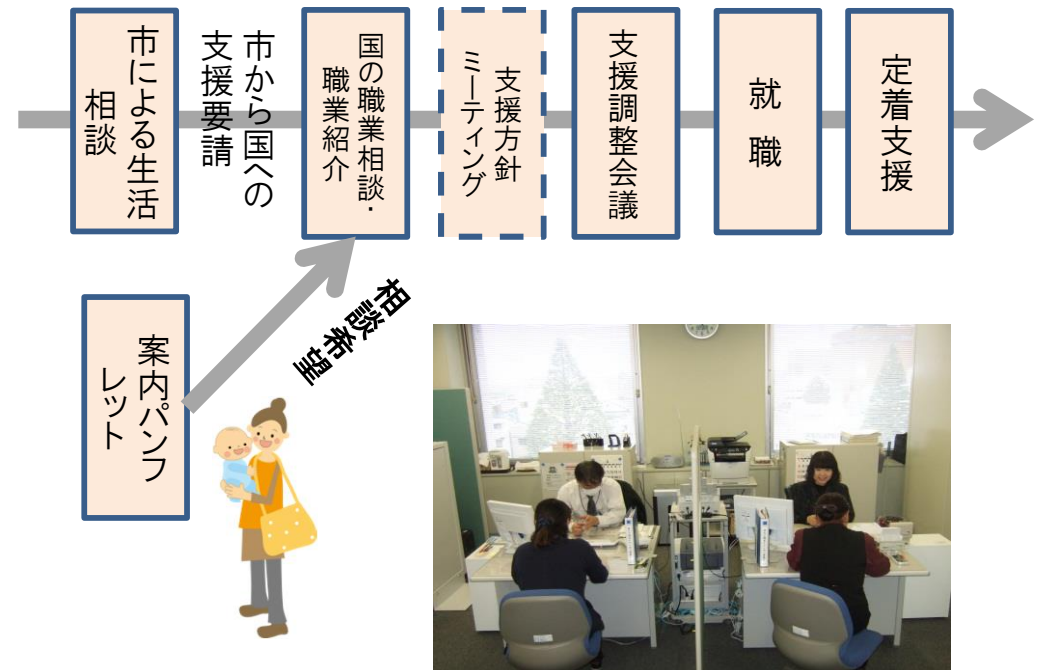 市による生活
相談
市から国への
支援要請
国の職業相談・
職業紹介
支援方針
ミーティング
支援調整会議
就職
定着支援
案内パンフ
レット
相談希望